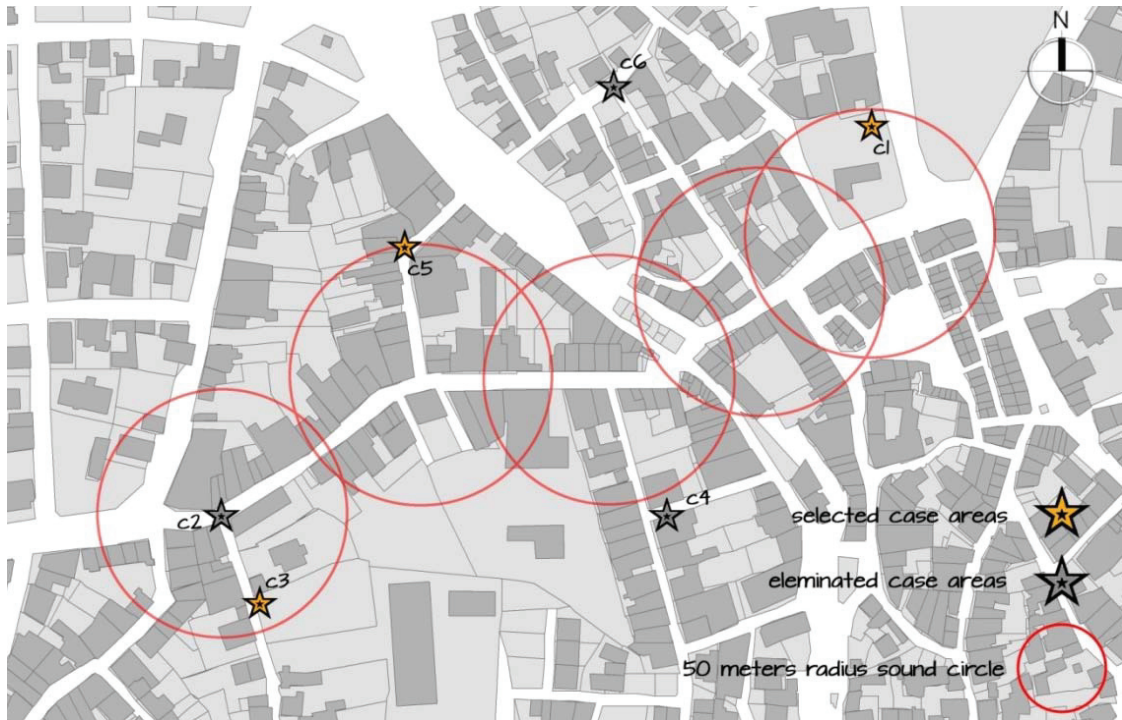 N
c6
c1
c5
c4
c2
selected case areas
c3
eleminated case areas
50 meters radius sound circle